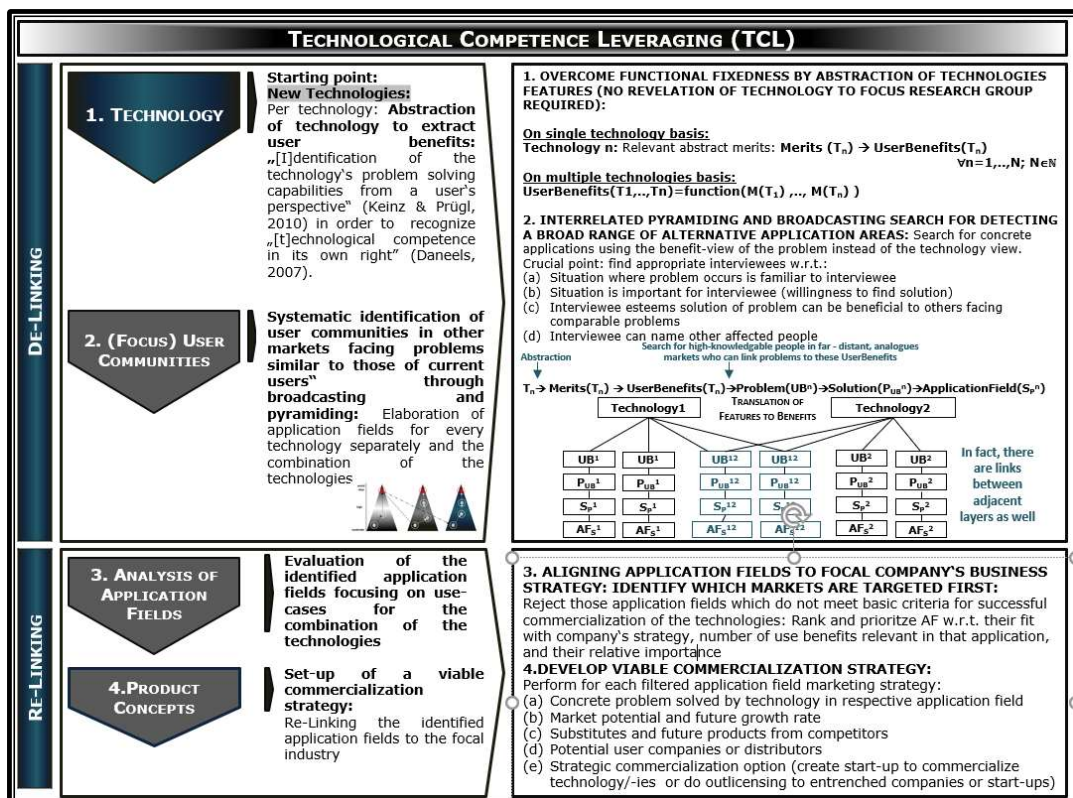 TECHNOLOGICAL COMPETENCE LEVERAGING (TCL)
DE-LINKING
1. TECHNOLOGY
Starting point:
New Technologies:
Per technology: Abstraction
of technology to extract
user benefits:
„[I]dentification of the
technology's problem solving
capabilities from a user's
perspective" (Keinz & Prügl,
2010) in order to recognize
„[t]echnological competence
in its own right" (Daneels,
2007).
2. (FOCUS) USER
COMMUNITIES
Systematic identification of
user communities in other
markets facing problems
similar to those of current
users" through
broadcasting and
pyramiding: Elaboration of
application fields for every
technology separately and the
combination of the
technologies
1. OVERCOME FUNCTIONAL FIXEDNESS BY ABSTRACTION OF TECHNOLOGIES
FEATURES (NO REVELATION OF TECHNOLOGY TO FOCUS RESEARCH GROUP
REQUIRED):
On single technology basis:
Technology n: Relevant abstract merits: Merits (Tn) → UserBenefits(Tn)
∀n=1,..,N; N∈ℕ
On multiple technologies basis:
UserBenefits(T1,..,Tn)=function(M(T1) ,.., M(Tn) )
2. INTERRELATED PYRAMIDING AND BROADCASTING SEARCH FOR DETECTING
A BROAD RANGE OF ALTERNATIVE APPLICATION AREAS: Search for concrete
applications using the benefit-view of the problem instead of the technology view.
Crucial point: find appropriate interviewees w.r.t.:
(a) Situation where problem occurs is familiar to interviewee
(b) Situation is important for interviewee (willingness to find solution)
(c) Interviewee esteems solution of problem can be beneficial to others facing
comparable problems
(d) Interviewee can name other affected people
Search for high-knowledgable people in far - distant, analogues
Abstraction markets who can link problems to these UserBenefits
Tn→ Merits(Tn) → UserBenefits(Tn)→Problem(UBn)→Solution(PUBn)→ApplicationField(SPn)
Technology1
TRANSLATION OF
FEATURES TO BENEFITS
Technology2
UB1 UB1 UB12 UB12 UB2 UB2
PUB1 PUB1 PUB12 PUB12 PUB2 PUB2
SP1 SP1 SP12 SP2 SP2
AFS1 AFS1 AFS12 AFS12 AFS2 AFS2
In fact, there
are links
between
adjacent
layers as well
RE-LINKING
3. ANALYSIS OF
APPLICATION
FIELDS
Evaluation of the
identified application
fields focusing on use-
cases for the
combination of the
technologies
4.PRODUCT
CONCEPTS
Set-up of a viable
commercialization
strategy:
Re-Linking the identified
application fields to the focal
industry
3. ALIGNING APPLICATION FIELDS TO FOCAL COMPANY'S BUSINESS
STRATEGY: IDENTIFY WHICH MARKETS ARE TARGETED FIRST:
Reject those application fields which do not meet basic criteria for successful
commercialization of the technologies: Rank and prioritze AF w.r.t. their fit
with company's strategy, number of use benefits relevant in that application,
and their relative importance
4.DEVELOP VIABLE COMMERCIALIZATION STRATEGY:
Perform for each filtered application field marketing strategy:
(a) Concrete problem solved by technology in respective application field
(b) Market potential and future growth rate
(c) Substitutes and future products from competitors
(d) Potential user companies or distributors
(e) Strategic commercialization option (create start-up to commercialize
technology/-ies or do outlicensing to entrenched companies or start-ups)